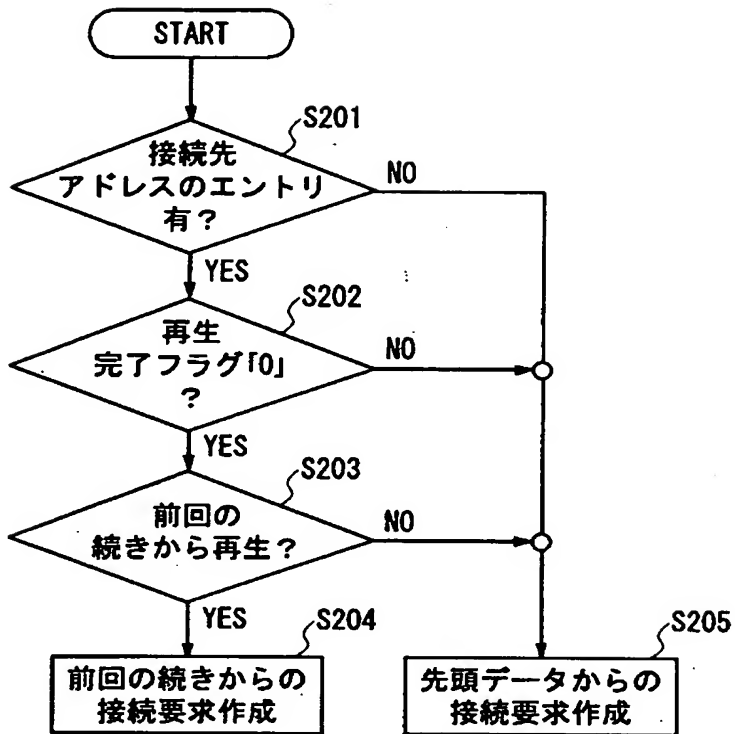 START
S201
接続先
アドレスのエントリ
有?
NO
YES
S202
再生
完了フラグ「0」
?
NO
YES
S203
前回の
続きから再生?
NO
YES
S204
前回の続きからの
接続要求作成
S205
先頭データからの
接続要求作成